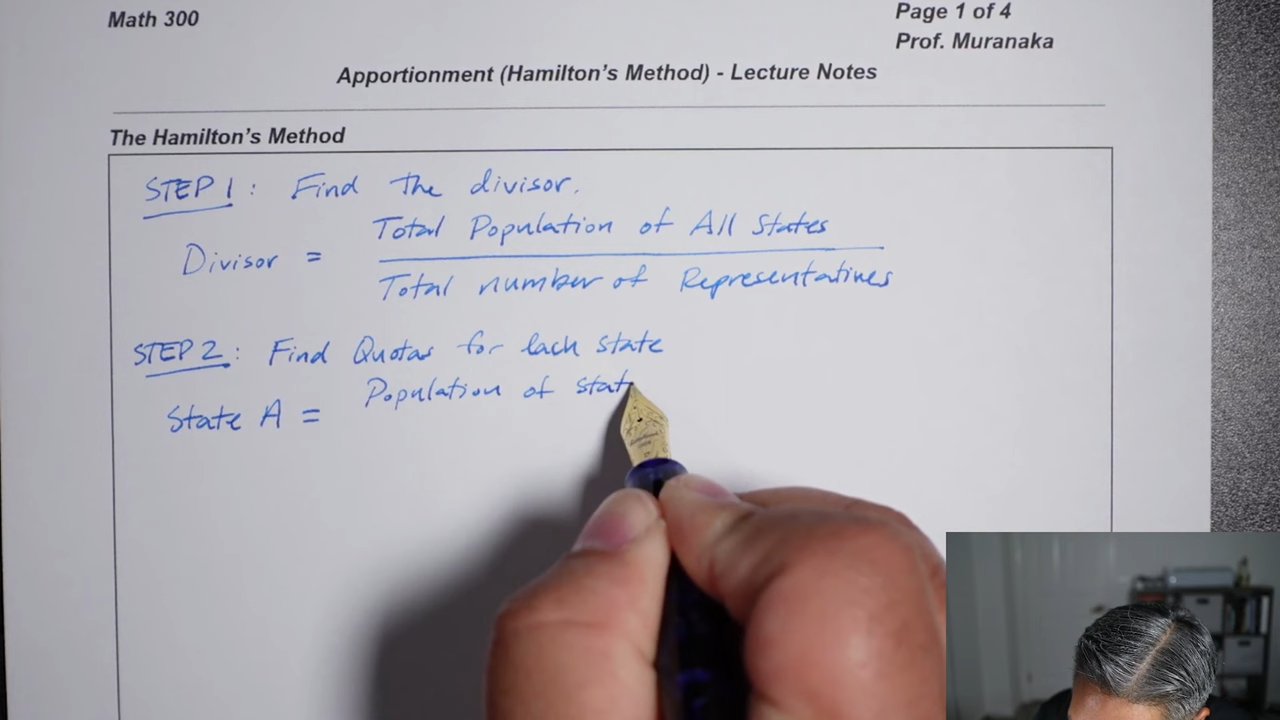 Math 300
Page 1 of 4
Prof. Muranaka
Apportionment (Hamilton's Method) - Lecture Notes
The Hamilton's Method
STEP 1: Find the divisor.
Divisor = Total Population of All States
Total number of Representatives
STEP 2: Find Quotas for each state
State A = Population of stat